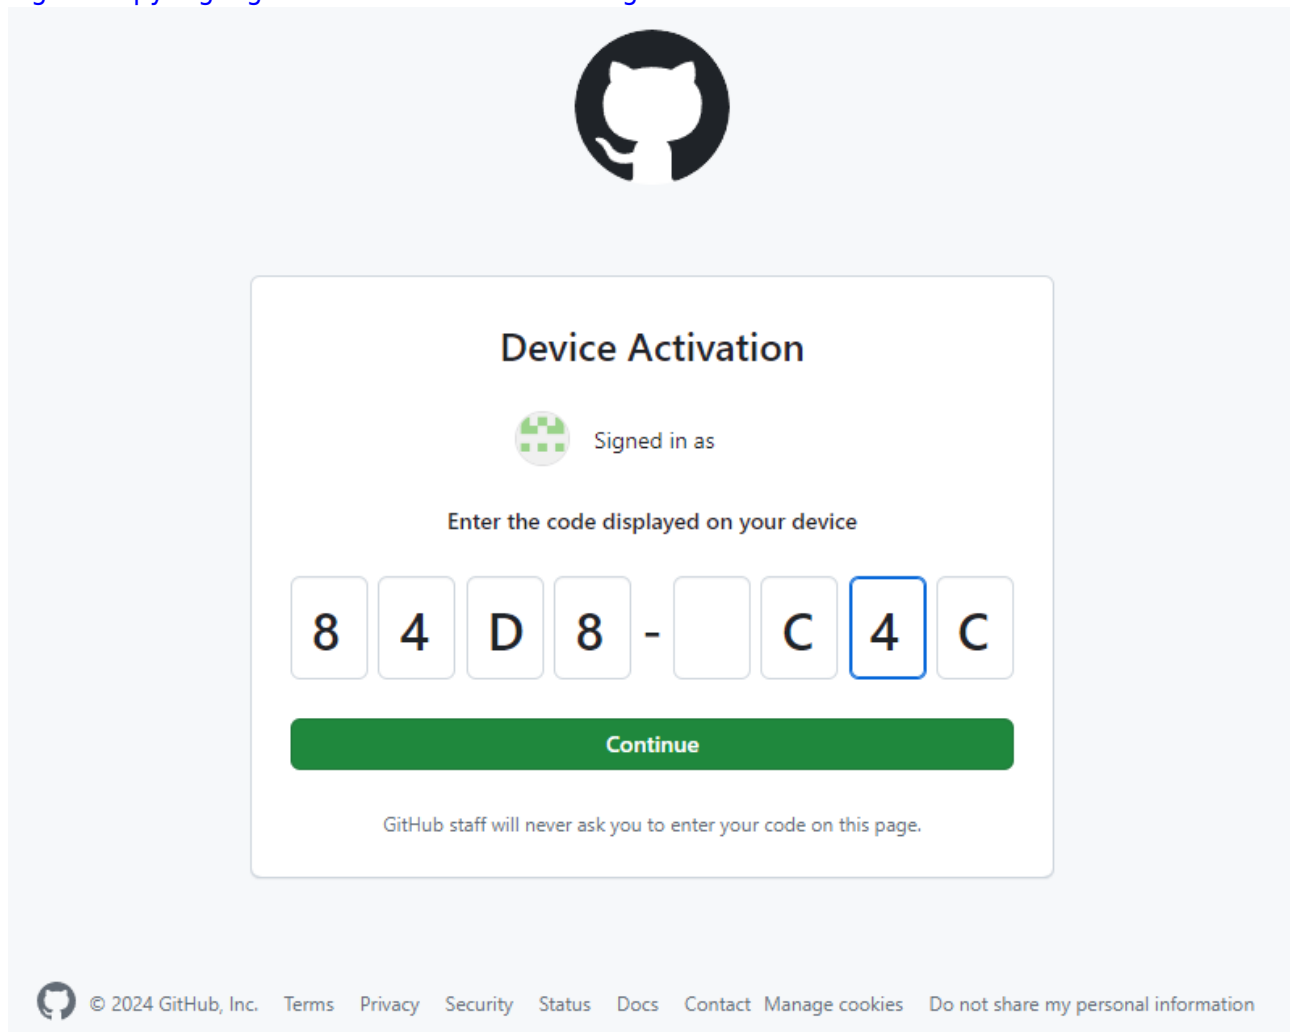 Device Activation
Signed in as
Enter the code displayed on your device
8 4 D 8 - C 4 C
Continue
GitHub staff will never ask you to enter your code on this page.
© 2024 GitHub, Inc. Terms Privacy Security Status Docs Contact Manage cookies Do not share my personal information